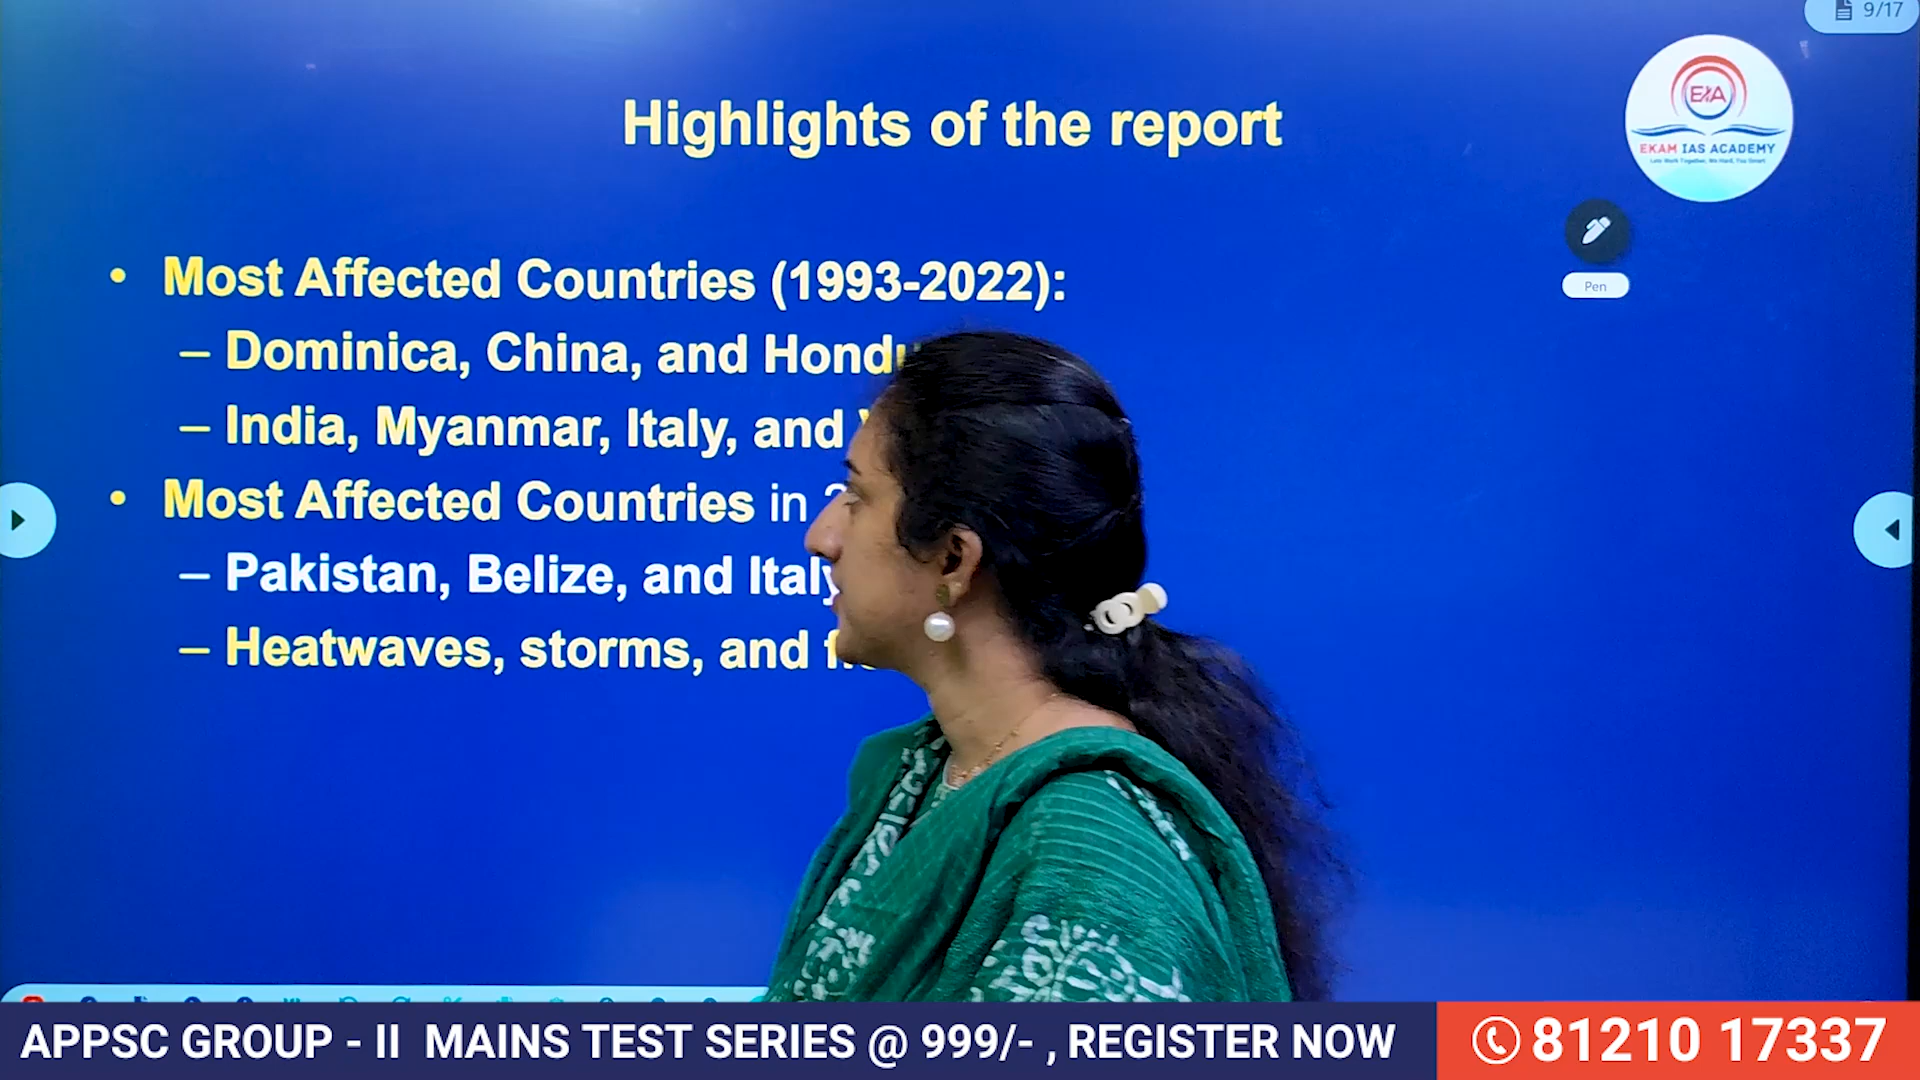 9/17
Highlights of the report
EKAM IAS ACADEMY
Pen
• Most Affected Countries (1993-2022):
– Dominica, China, and
– India, Myanmar, Italy, and
• Most Affected Countries in
– Pakistan, Belize, and Italy
– Heatwaves, storms, and
APPSC GROUP - II MAINS TEST SERIES @ 999/- , REGISTER NOW
81210 17337